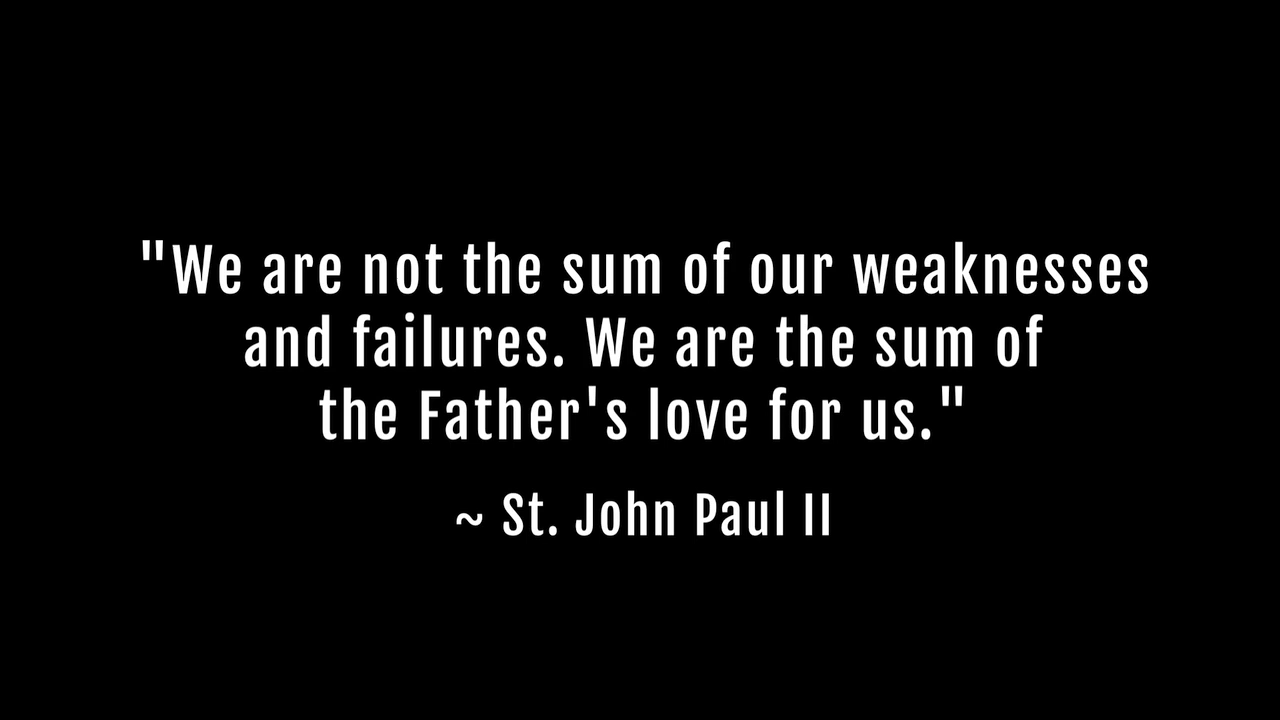 "We are not the sum of our weaknesses
and failures. We are the sum of
the Father's love for us."
~ St. John Paul II